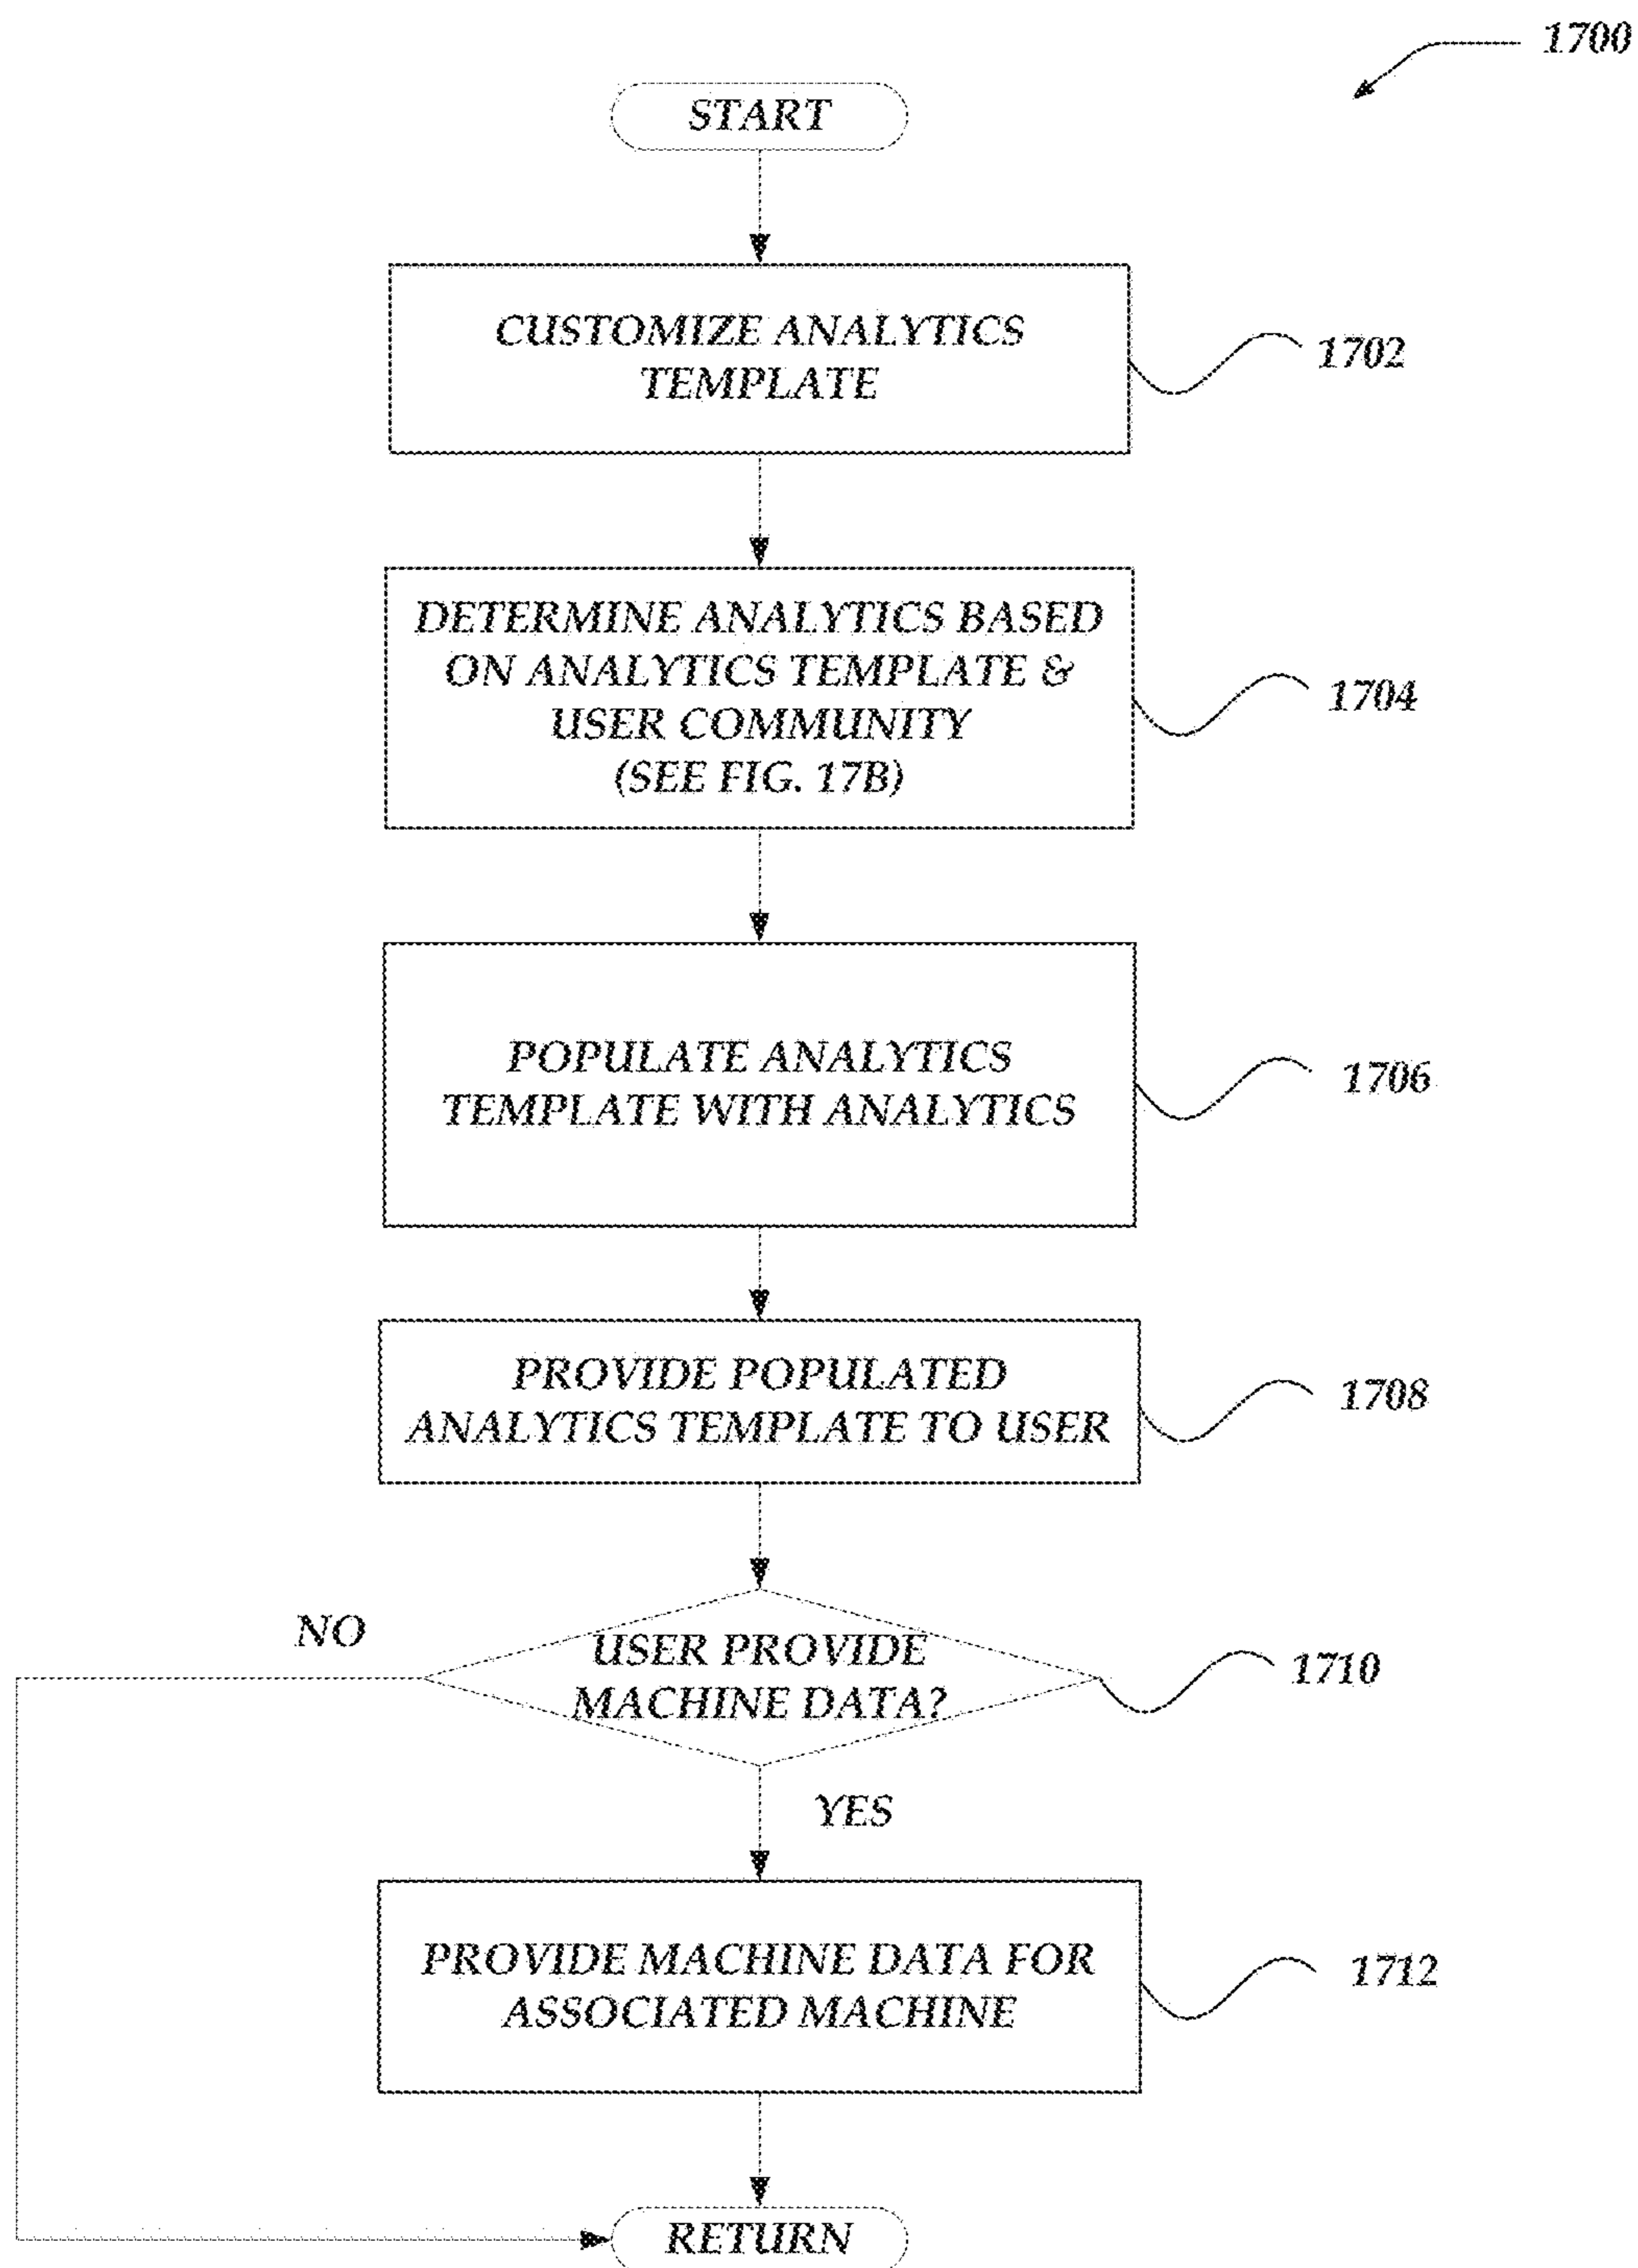 1700
START
CUSTOMIZE ANALYTICS
TEMPLATE
1702
DETERMINE ANALYTICS BASED
ON ANALYTICS TEMPLATE &
USER COMMUNITY
(SEE FIG. 17B)
1704
POPULATE ANALYTICS
TEMPLATE WITH ANALYTICS
1706
PROVIDE POPULATED
ANALYTICS TEMPLATE TO USER
1708
NO
USER PROVIDE
MACHINE DATA?
1710
YES
PROVIDE MACHINE DATA FOR
ASSOCIATED MACHINE
1712
RETURN